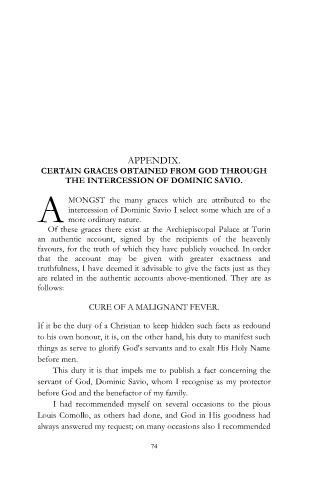 APPENDIX.
CERTAIN GRACES OBTAINED FROM GOD THROUGH
THE INTERCESSION OF DOMINIC SAVIO.
AMONGST the many graces which are attributed to the
intercession of Dominic Savio I select some which are of a
more ordinary nature.
Of these graces there exist at the Archiepiscopal Palace at Turin
an authentic account, signed by the recipients of the heavenly
favours, for the truth of which they have publicly vouched. In order
that the account may be given with greater exactness and
truthfulness, I have deemed it advisable to give the facts just as they
are related in the authentic accounts above-mentioned. They are as
follows:
CURE OF A MALIGNANT FEVER.
If it be the duty of a Christian to keep hidden such facts as redound
to his own honour, it is, on the other hand, his duty to manifest such
things as serve to glorify God's servants and to exalt His Holy Name
before men.
This duty it is that impels me to publish a fact concerning the
servant of God, Dominic Savio, whom I recognise as my protector
before God and the benefactor of my family.
I had recommended myself on several occasions to the pious
Louis Comollo, as others had done, and God in His goodness had
always answered my request; on many occasions also I recommended
74